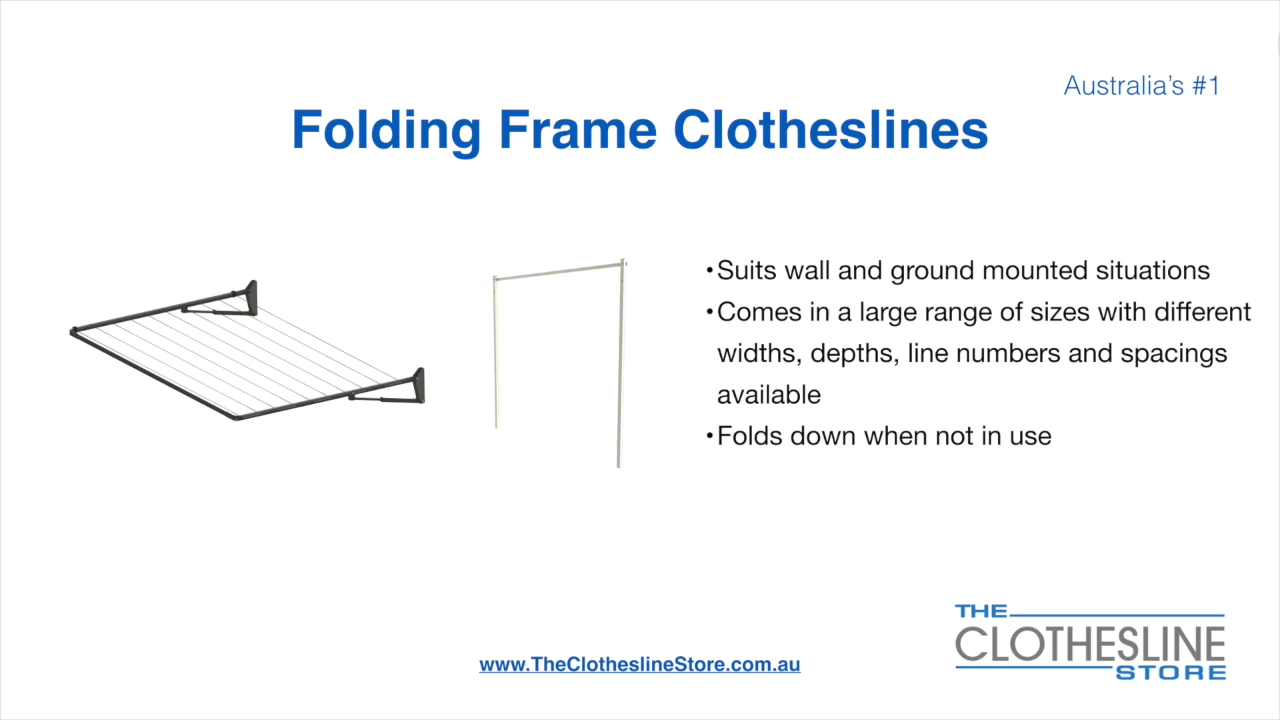 Australia's #1
Folding Frame Clotheslines
•Suits wall and ground mounted situations
•Comes in a large range of sizes with different
widths, depths, line numbers and spacings
available
•Folds down when not in use
THE
CLOTHESLINE
STORE
www.TheClotheslineStore.com.au